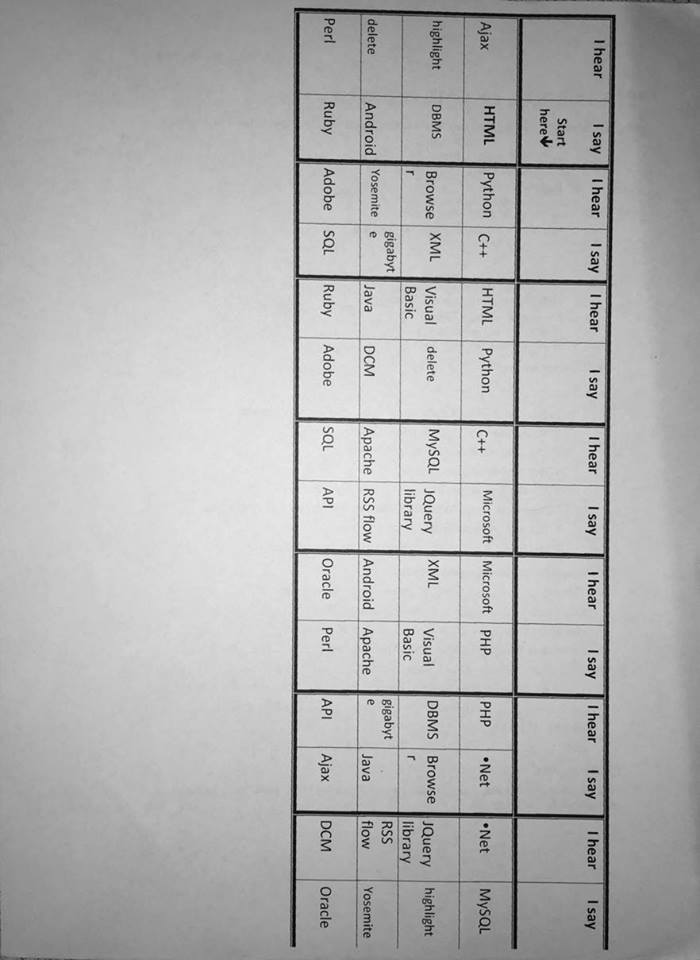 I hear I say I hear I say I hear I say I hear I say I hear I say I hear I say I hear I say
Start
here↓
Ajax HTML Python C++ HTML Python C++ Microsoft Microsoft PHP PHP •Net •Net MySQL
highlight DBMS Browse XML Visual delete MySQL JQuery XML Visual DBMS Browse JQuery highlight
r Basic library Basic r library
gigabyt gigabyt RSS
delete Android Yosemite e Java DCM Apache RSS flow Android Apache e Java flow Yosemite
Perl Ruby Adobe SQL Ruby Adobe SQL API Oracle Perl API Ajax DCM Oracle